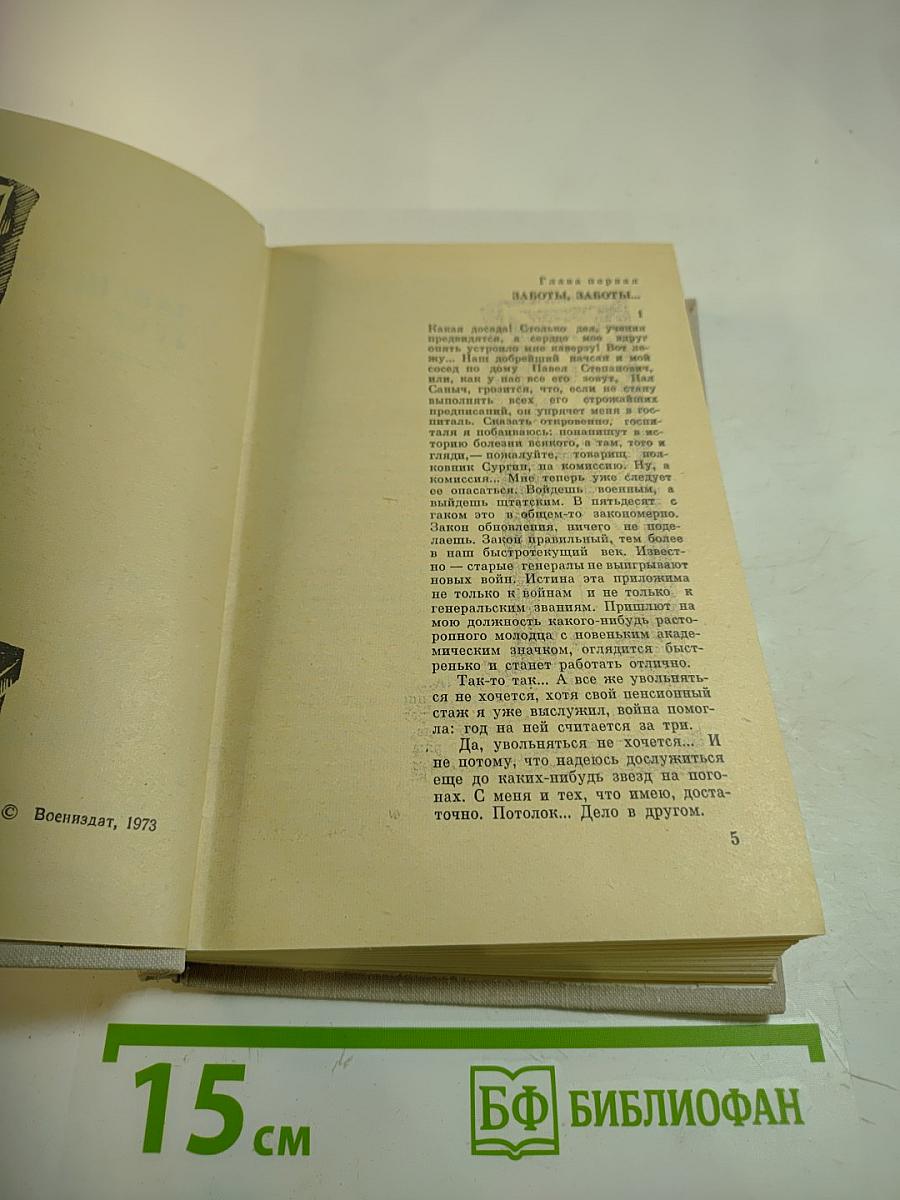 © Воениздат, 1973
Глава первая
ЗАБОТЫ, ЗАБОТЫ...
1
Какая досада! Столько дел, учения
предвидятся, а сердце мое вдруг
опять устроило мне каверзу! Вот ле-
жу... Наш добрейший начсан и мой
сосед по дому Павел Степанович,
или, как у нас все его зовут, Пал
Саныч, грозится, что, если не стану
выполнять всех его строжайших
предписаний, он упрячет меня в гос-
питаль. Сказать откровенно, госпи-
таля я побаиваюсь: понапишут в ис-
торию болезни всякого, а там, того и
гляди,— пожалуйте, товарищ пол-
ковник Сургин, на комиссию. Ну, а
комиссия... Мне теперь уже следует
ее опасаться. Войдешь военным, а
выйдешь штатским. В пятьдесят с
гаком это в общем-то закономерно.
Закон обновления, ничего не поде-
лаешь. Закон правильный, тем более
в наш быстротекущий век. Извест-
но — старые генералы не выигрывают
новых войн. Истина эта приложима
не только к войнам и не только к
генеральским званиям. Пришлют на
мою должность какого-нибудь расто-
ропного молодца с новеньким акаде-
мическим значком, оглядится быст-
ренько и станет работать отлично.
Так-то так... А все же увольнять-
ся не хочется, хотя свой пенсионный
стаж я уже выслужил, война помог-
ла: год на ней считается за три.
Да, увольняться не хочется... И
не потому, что надеюсь дослужиться
еще до каких-нибудь звезд на пого-
нах. С меня и тех, что имею, доста-
точно. Потолок... Дело в другом.
5
15 см
БФ БИБЛИОФАН